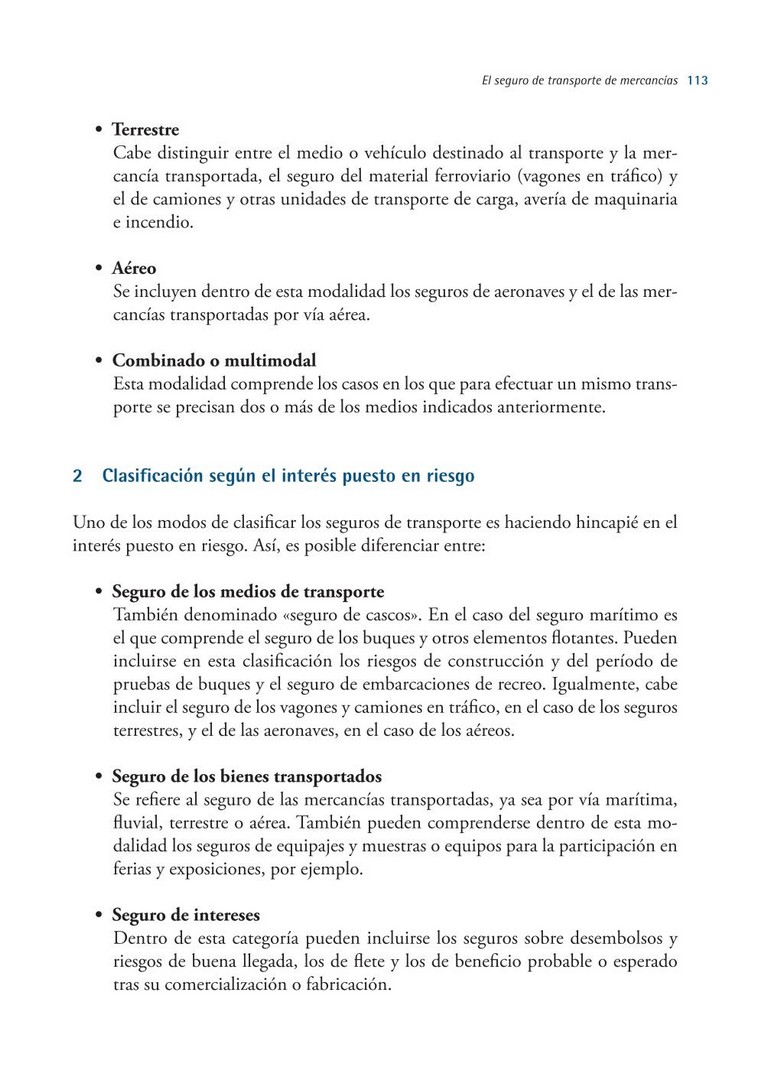 El seguro de transporte de mercancías 113
• Terrestre
Cabe distinguir entre el medio o vehículo destinado al transporte y la mer-
cancía transportada, el seguro del material ferroviario (vagones en tráfico) y
el de camiones y otras unidades de transporte de carga, avería de maquinaria
e incendio.
• Aéreo
Se incluyen dentro de esta modalidad los seguros de aeronaves y el de las mer-
cancías transportadas por vía aérea.
• Combinado o multimodal
Esta modalidad comprende los casos en los que para efectuar un mismo trans-
porte se precisan dos o más de los medios indicados anteriormente.
2 Clasificación según el interés puesto en riesgo
Uno de los modos de clasificar los seguros de transporte es haciendo hincapié en el
interés puesto en riesgo. Así, es posible diferenciar entre:
• Seguro de los medios de transporte
También denominado «seguro de cascos». En el caso del seguro marítimo es
el que comprende el seguro de los buques y otros elementos flotantes. Pueden
incluirse en esta clasificación los riesgos de construcción y del período de
pruebas de buques y el seguro de embarcaciones de recreo. Igualmente, cabe
incluir el seguro de los vagones y camiones en tráfico, en el caso de los seguros
terrestres, y el de las aeronaves, en el caso de los aéreos.
• Seguro de los bienes transportados
Se refiere al seguro de las mercancías transportadas, ya sea por vía marítima,
fluvial, terrestre o aérea. También pueden comprenderse dentro de esta mo-
dalidad los seguros de equipajes y muestras o equipos para la participación en
ferias y exposiciones, por ejemplo.
• Seguro de intereses
Dentro de esta categoría pueden incluirse los seguros sobre desembolsos y
riesgos de buena llegada, los de flete y los de beneficio probable o esperado
tras su comercialización o fabricación.